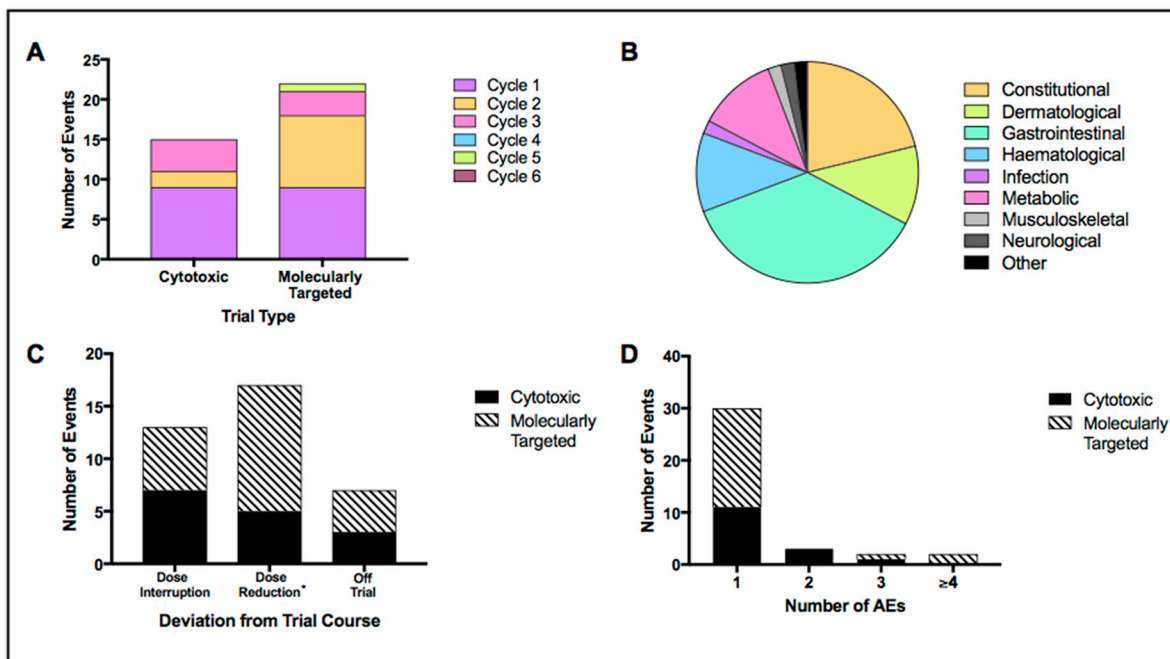 A
Number of Events
25
20
15
10
5
0
Cytotoxic
Molecularly
Targeted
Trial Type
Cycle 1
Cycle 2
Cycle 3
Cycle 4
Cycle 5
Cycle 6
B
Constitutional
Dermatological
Gastrointestinal
Haematological
Infection
Metabolic
Musculoskeletal
Neurological
Other
C
Number of Events
20
15
10
5
0
Dose
Interruption
Dose
Reduction*
Off
Trial
Deviation from Trial Course
Cytotoxic
Molecularly
Targeted
D
Number of Events
40
30
20
10
0
1 2 3 ≥4
Number of AEs
Cytotoxic
Molecularly
Targeted